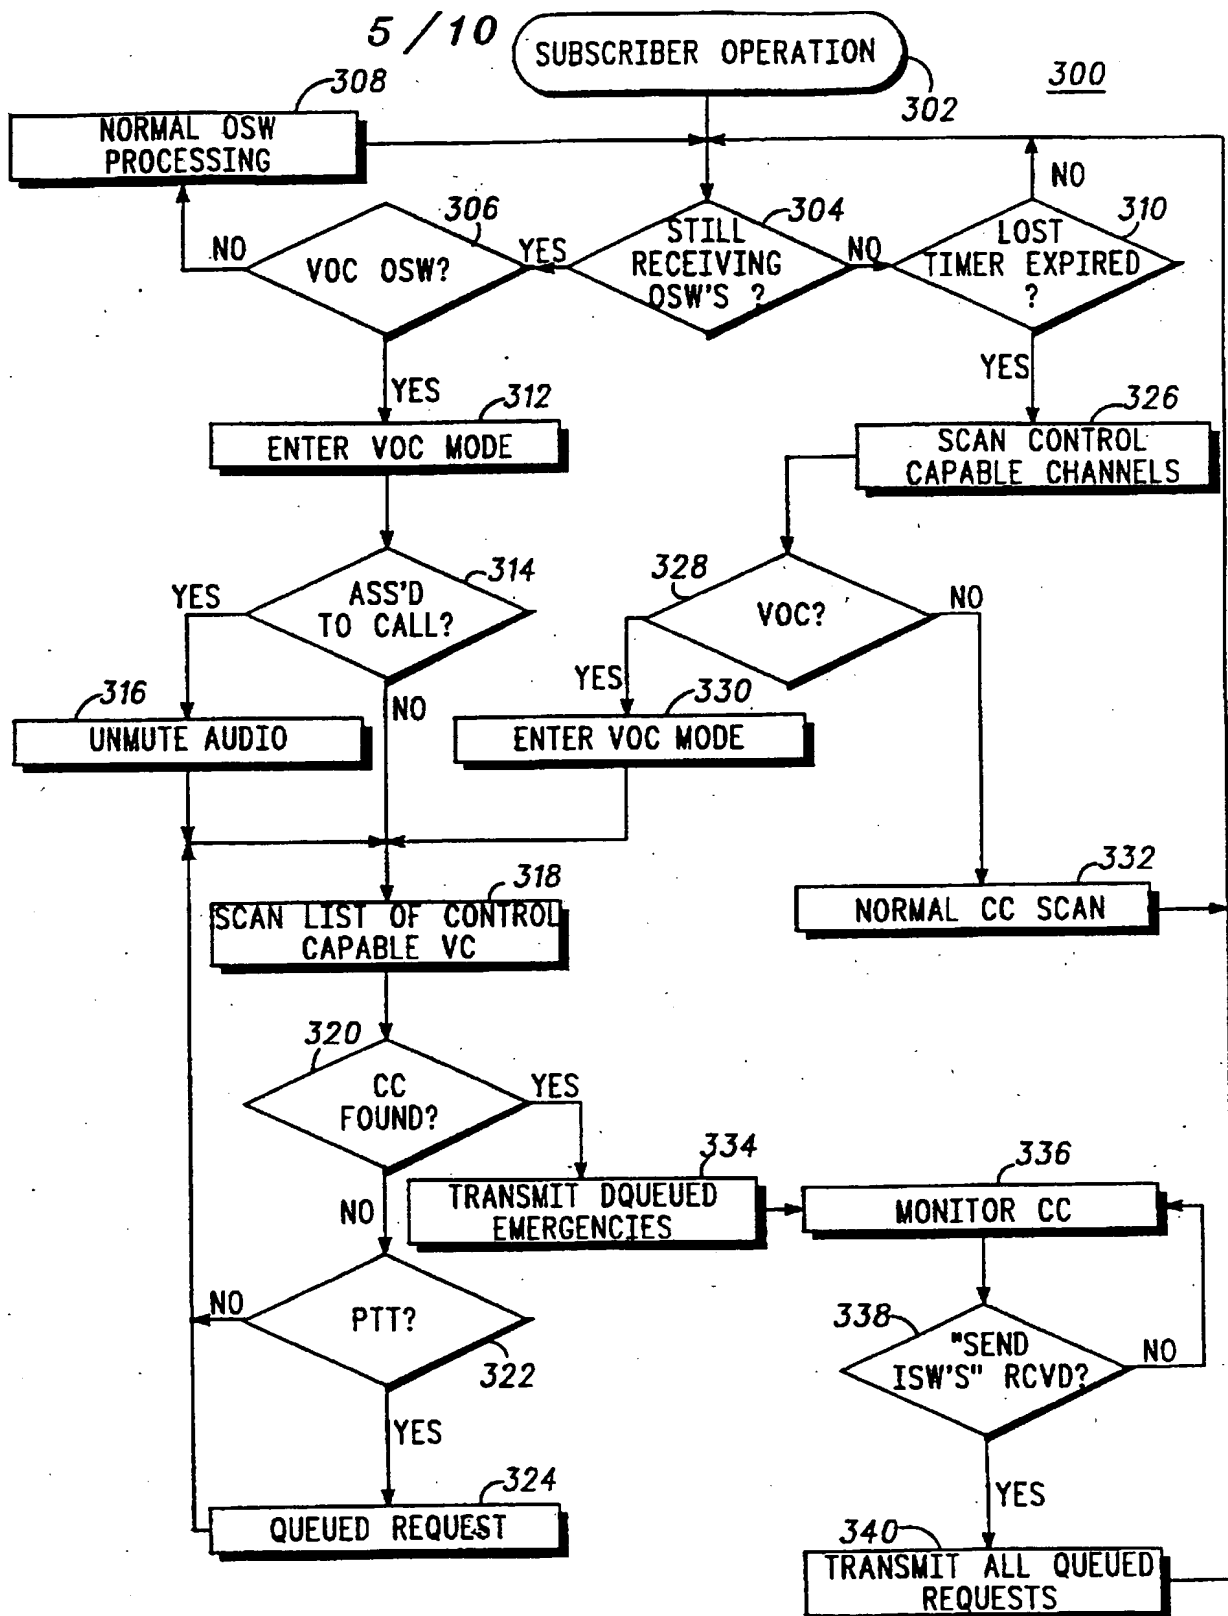 5/10
SUBSCRIBER OPERATION
302
300
308
NORMAL OSW
PROCESSING
306
VOC OSW?
NO
YES
304
STILL
RECEIVING
OSW'S ?
NO
310
LOST
TIMER EXPIRED
?
NO
YES
YES
312
ENTER VOC MODE
326
SCAN CONTROL
CAPABLE CHANNELS
314
ASS'D
TO CALL?
YES
NO
328
VOC?
NO
YES
316
UNMUTE AUDIO
330
ENTER VOC MODE
318
SCAN LIST OF CONTROL
CAPABLE VC
332
NORMAL CC SCAN
320
CC
FOUND?
YES
NO
334
TRANSMIT DQUEUED
EMERGENCIES
336
MONITOR CC
NO
PTT?
322
YES
338
"SEND
ISW'S" RCVD?
NO
YES
324
QUEUED REQUEST
340
TRANSMIT ALL QUEUED
REQUESTS